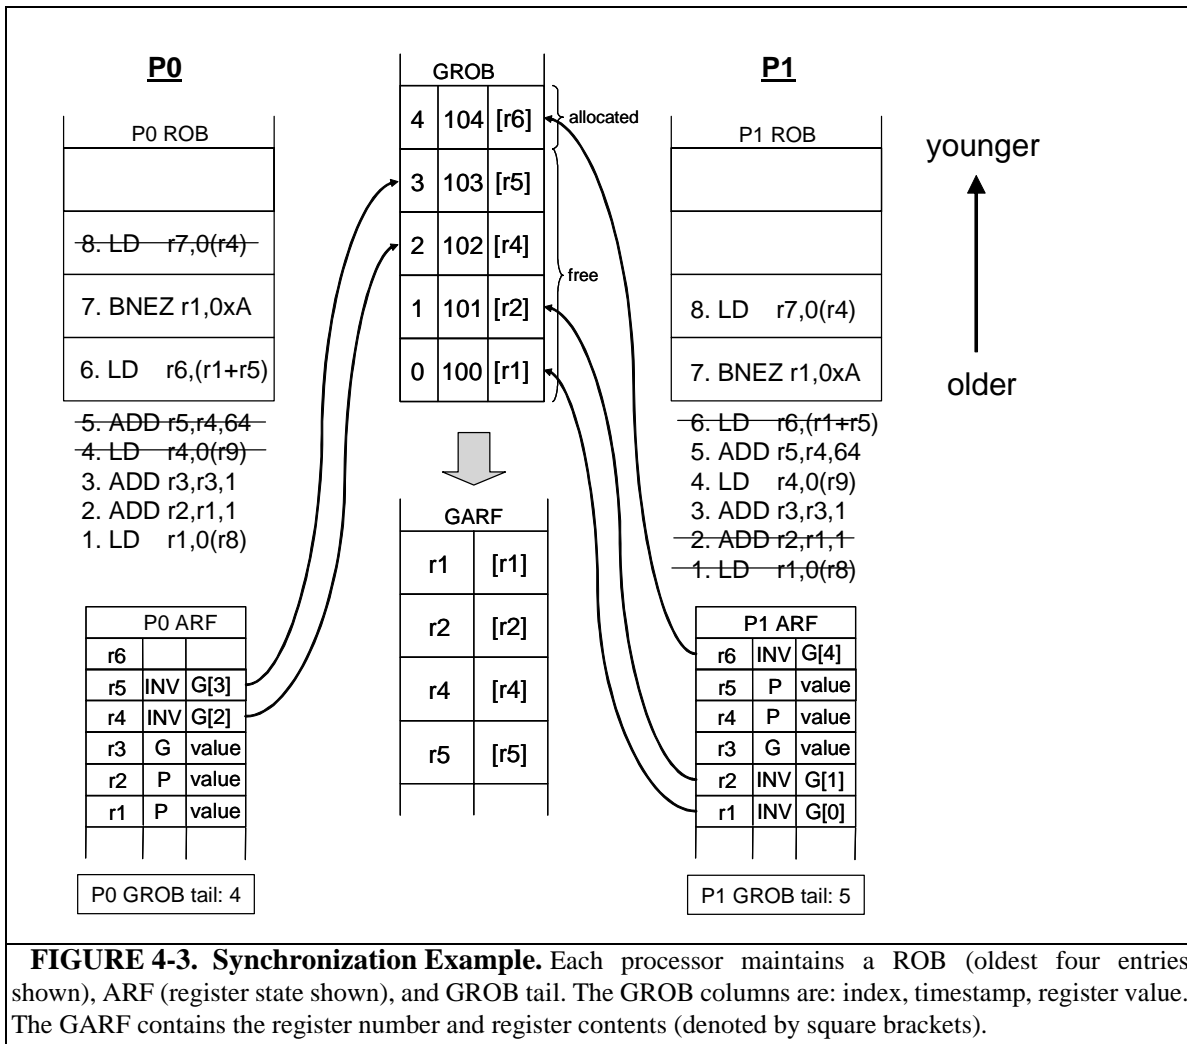 P0
P0 ROB
8. LD r7,0(r4)
7. BNEZ r1,0xA
6. LD r6,(r1+r5)
5. ADD r5,r4,64
4. LD r4,0(r9)
3. ADD r3,r3,1
2. ADD r2,r1,1
1. LD r1,0(r8)
P0 ARF
r6
r5 INV G[3]
r4 INV G[2]
r3 G value
r2 P value
r1 P value
P0 GROB tail: 4
GROB
4 104 [r6]
3 103 [r5]
2 102 [r4]
1 101 [r2]
0 100 [r1]
allocated
free
GARF
r1 [r1]
r2 [r2]
r4 [r4]
r5 [r5]
P1
P1 ROB
8. LD r7,0(r4)
7. BNEZ r1,0xA
6. LD r6,(r1+r5)
5. ADD r5,r4,64
4. LD r4,0(r9)
3. ADD r3,r3,1
2. ADD r2,r1,1
1. LD r1,0(r8)
P1 ARF
r6 INV G[4]
r5 P value
r4 P value
r3 G value
r2 INV G[1]
r1 INV G[0]
P1 GROB tail: 5
younger
older
FIGURE 4-3. Synchronization Example. Each processor maintains a ROB (oldest four entries
shown), ARF (register state shown), and GROB tail. The GROB columns are: index, timestamp, register value.
The GARF contains the register number and register contents (denoted by square brackets).